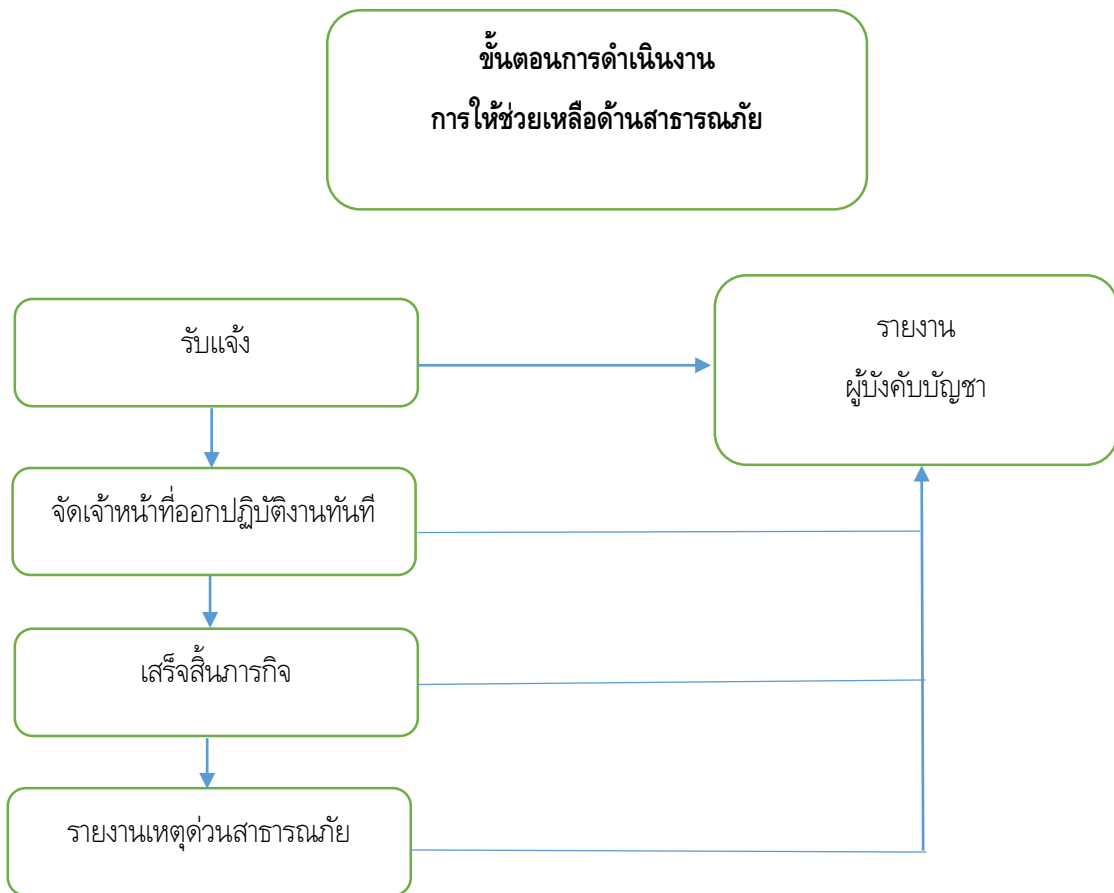 ขั้นตอนการดำเนินงาน
การให้ช่วยเหลือด้านสาธารณภัย
รับแจ้ง
รายงาน
ผู้บังคับบัญชา
จัดเจ้าหน้าที่ออกปฏิบัติงานทันที
เสร็จสิ้นภารกิจ
รายงานเหตุด่วนสาธารณภัย